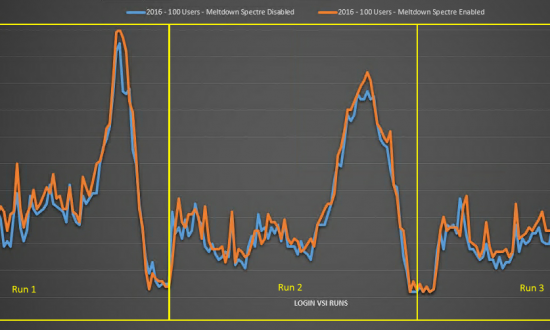 2016 - 100 Users - Meltdown Spectre Disabled
2016 - 100 Users - Meltdown Spectre Enabled
Run 1
Run 2
Run 3
LOGIN VSI RUNS